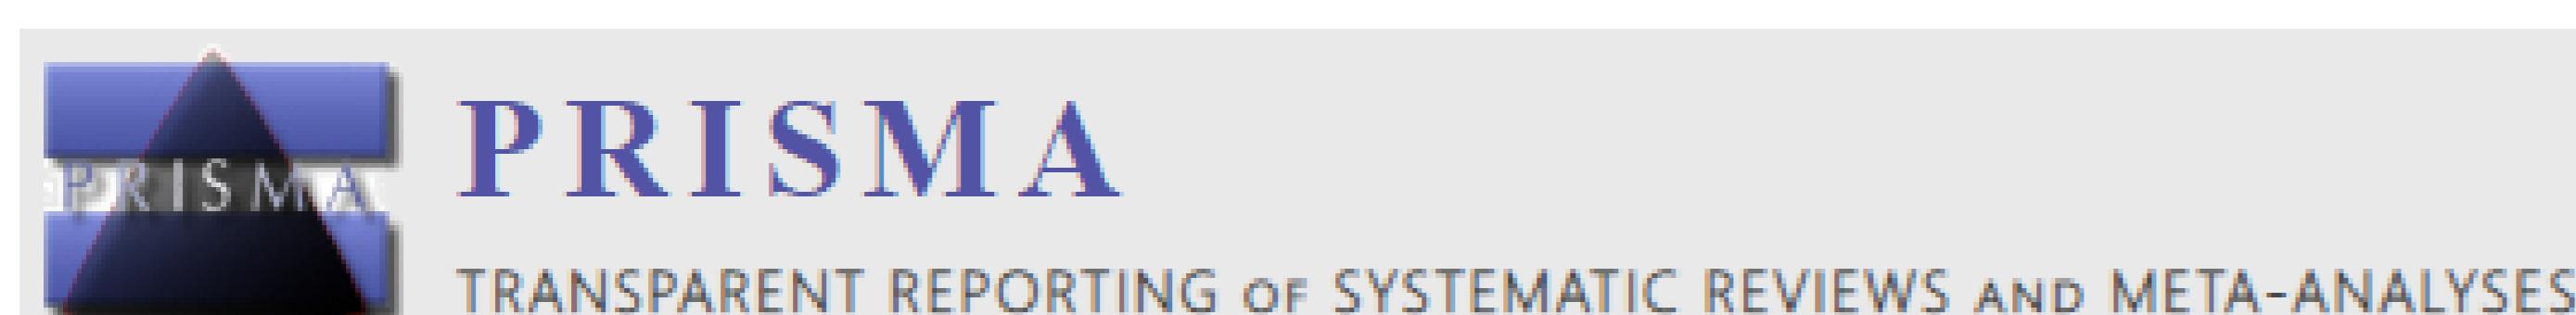 PRISMA
PRISMA
TRANSPARENT REPORTING OF SYSTEMATIC REVIEWS AND META-ANALYSES